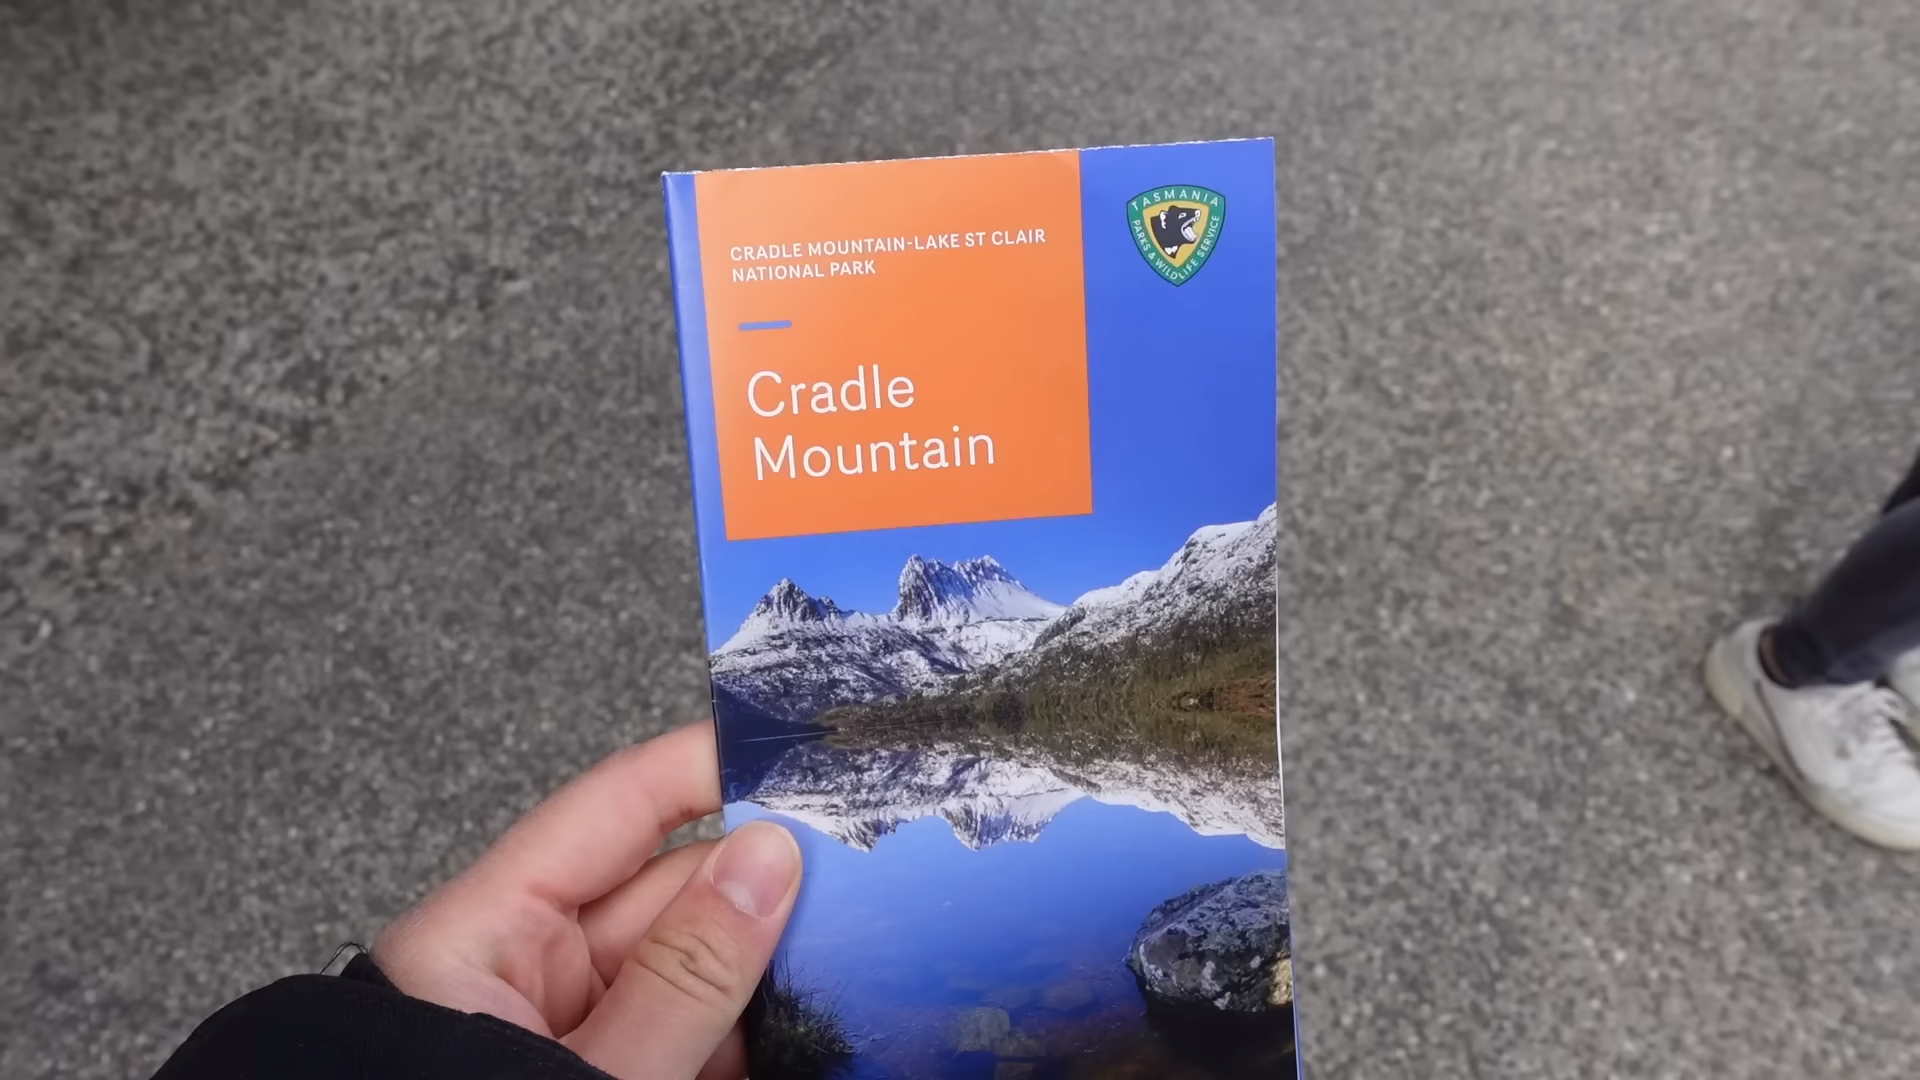 CRADLE MOUNTAIN-LAKE ST CLAIR
NATIONAL PARK
Cradle
Mountain
TASMANIA
PARKS & WILDLIFE SERVICE